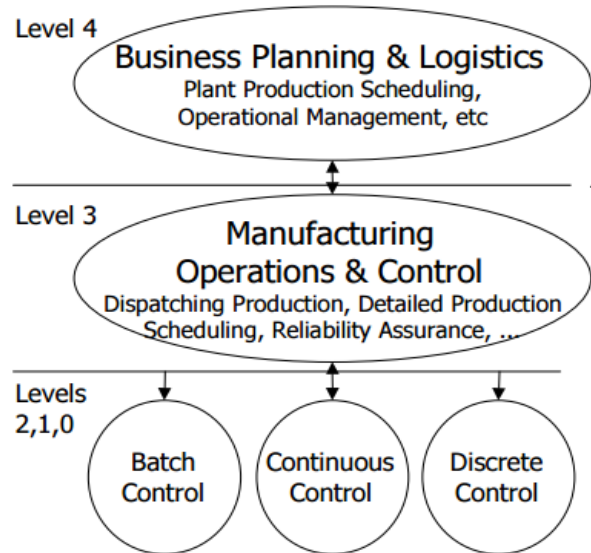 Level 4
Business Planning & Logistics
Plant Production Scheduling,
Operational Management, etc
Level 3
Manufacturing
Operations & Control
Dispatching Production, Detailed Production
Scheduling, Reliability Assurance, ...
Levels
2,1,0
Batch
Control
Continuous
Control
Discrete
Control